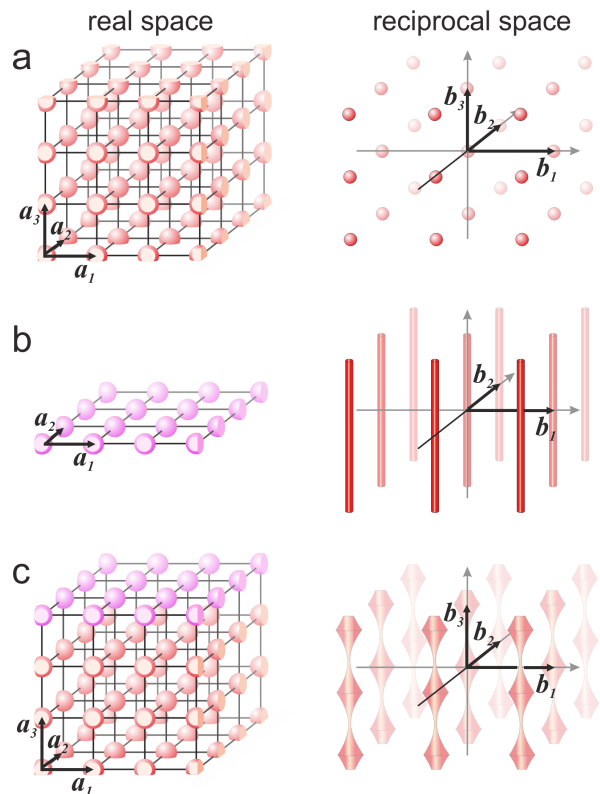 real space reciprocal space
a
a3
a2
a1
b3
b2
b1
b
a2
a1
b2
b1
c
a3
a2
a1
b3
b2
b1